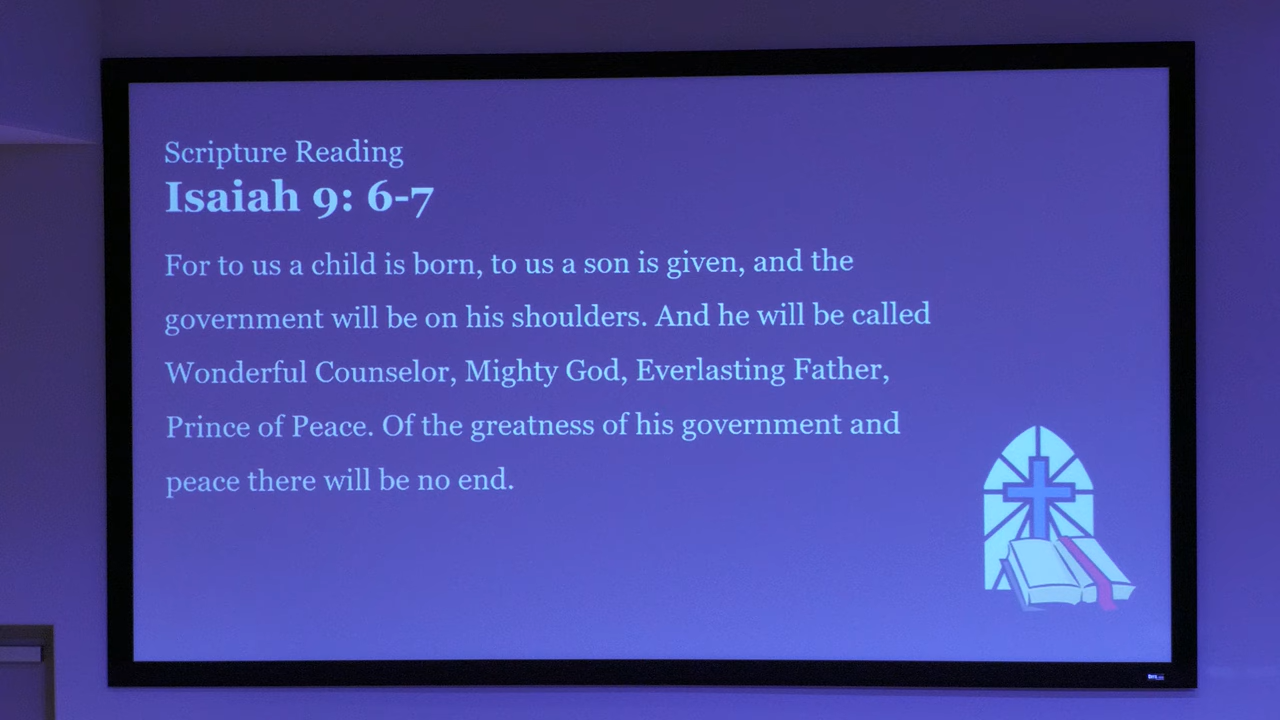 Scripture Reading
Isaiah 9: 6-7
For to us a child is born, to us a son is given, and the
government will be on his shoulders. And he will be called
Wonderful Counselor, Mighty God, Everlasting Father,
Prince of Peace. Of the greatness of his government and
peace there will be no end.